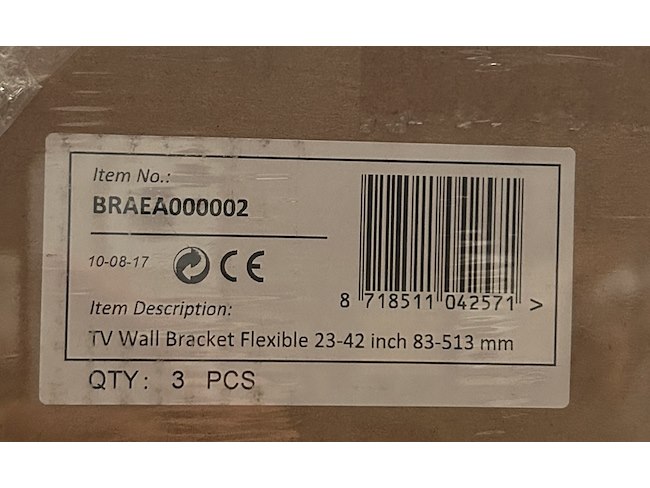 Item No.:
BRAEA000002
10-08-17 CE
Item Description:
TV Wall Bracket Flexible 23-42 inch 83-513 mm
QTY: 3 PCS
8 718511 042571 >